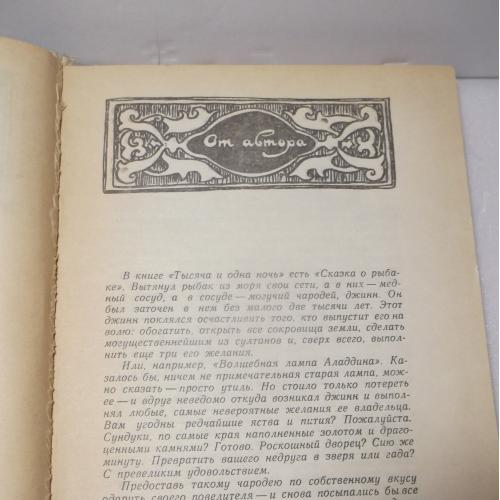 От автора
В книге «Тысяча и одна ночь» есть «Сказка о рыба-
ке». Вытянул рыбак из моря свои сети, а в них — мед-
ный сосуд, а в сосуде — могучий чародей, джинн. Он
был заточен в нем без малого две тысячи лет. Этот
джинн поклялся осчастливить того, кто выпустит его на
волю: обогатить, открыть все сокровища земли, сделать
могущественнейшим из султанов и, сверх всего, выпол-
нить еще три его желания.
Или, например, «Волшебная лампа Аладдина». Ка-
залось бы, ничем не примечательная старая лампа, мож-
но сказать — просто утиль. Но стоило только потереть
ее — и вдруг неведомо откуда возникал джинн и выпол-
нял любые, самые невероятные желания ее владельца.
Вам угодны редчайшие яства и пития? Пожалуйста.
Сундуки, по самые края наполненные золотом и драго-
ценными камнями? Готово. Роскошный дворец? Сию же
минуту. Превратить вашего недруга в зверя или гада?
С превеликим удовольствием.
Предоставь такому чародею по собственному вкусу
одарить своего повелителя — и снова посыпались бы все